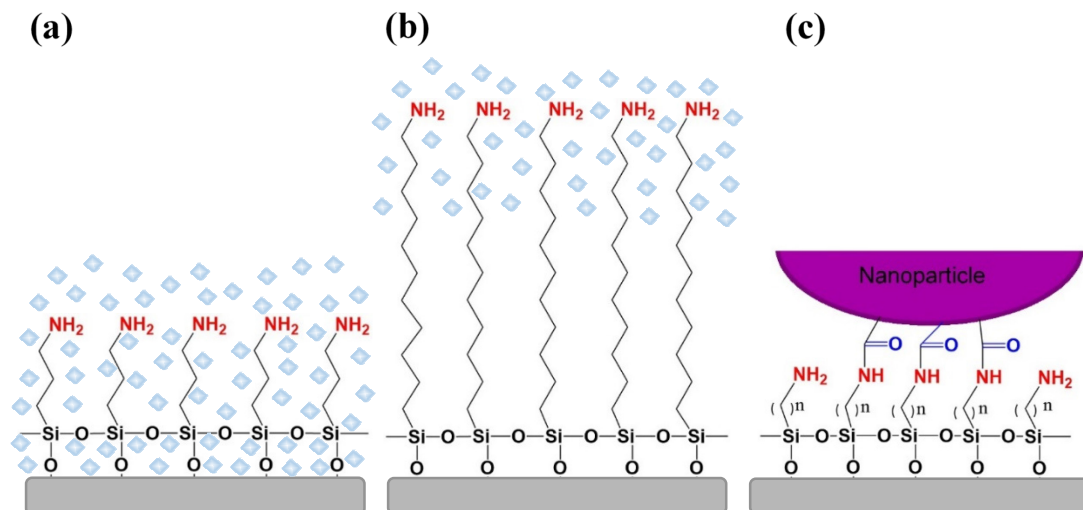 (a)
NH₂ NH₂ NH₂ NH₂ NH₂
Si O Si O Si O Si O Si
O O O O O
(b)
NH₂ NH₂ NH₂ NH₂ NH₂
Si O Si O Si O Si O Si
O O O O O
(c)
Nanoparticle
O O O
NH₂ NH NH NH NH₂
( )n ( )n ( )n ( )n ( )n
Si O Si O Si O Si O Si
O O O O O